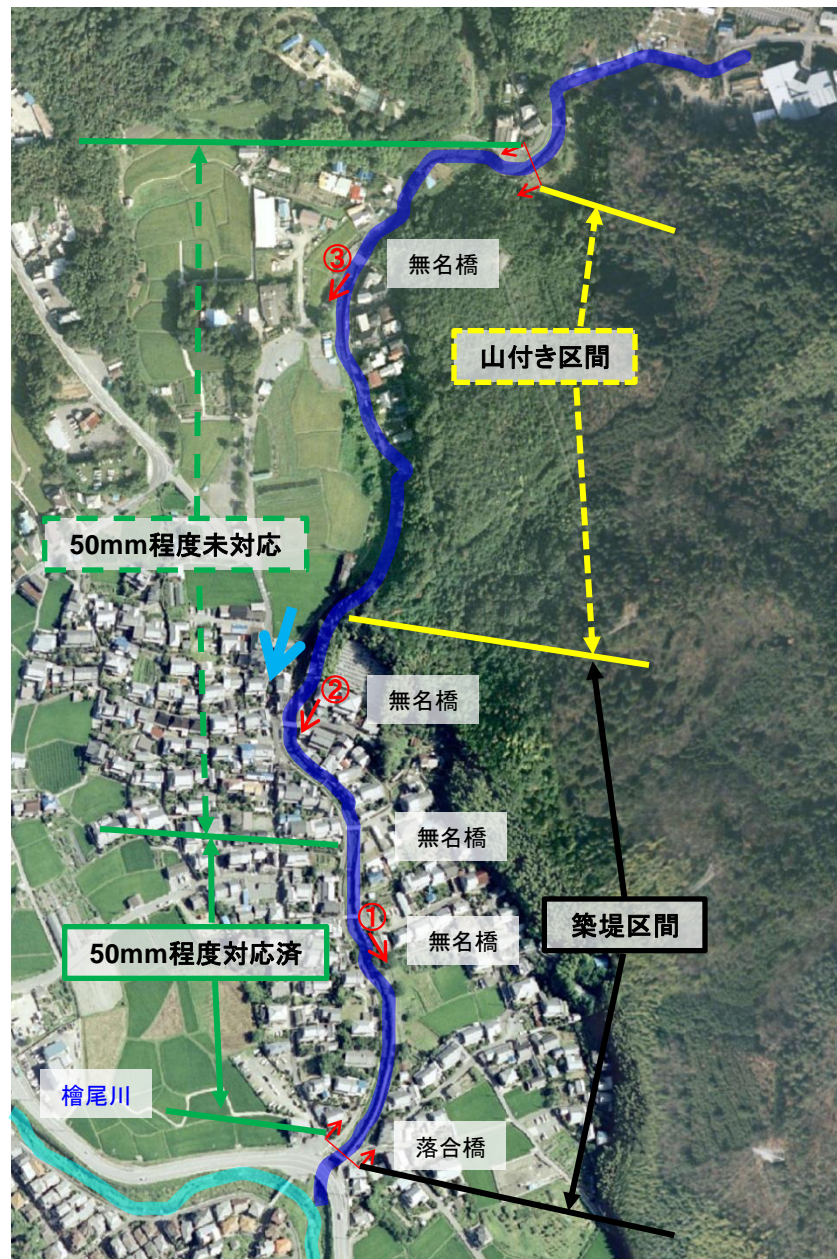 無名橋
③
山付き区間
50mm程度未対応
②
無名橋
無名橋
①
無名橋
築堤区間
50mm程度対応済
檜尾川
落合橋